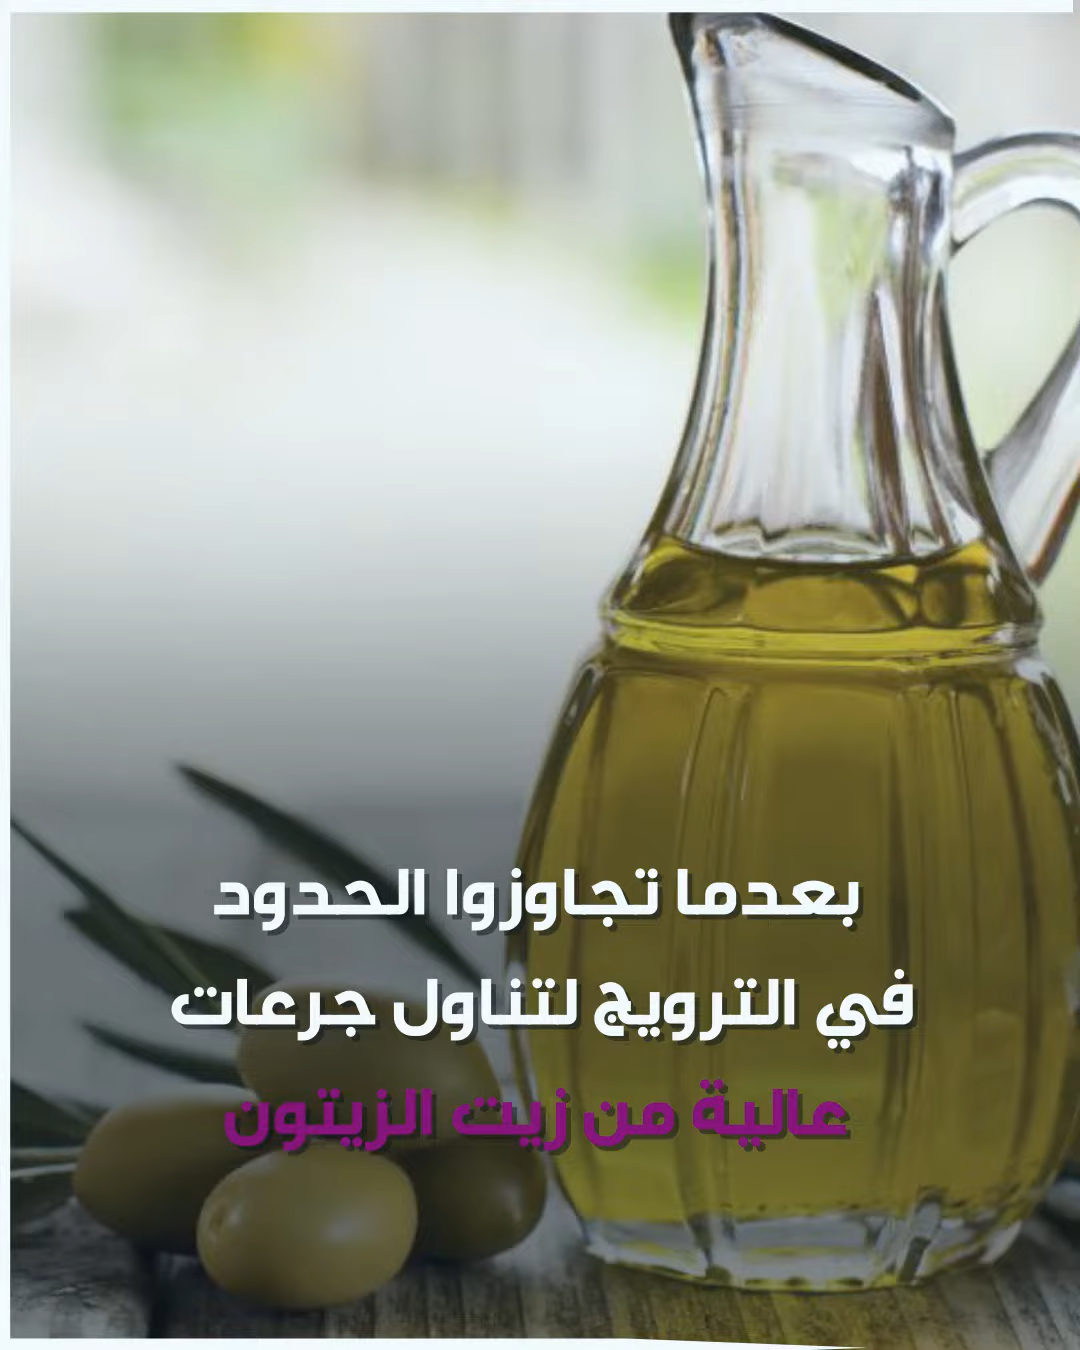 بعدما تجاوزوا الحدود
في الترويج لتناول جرعات
عالية من زيت الزيتون